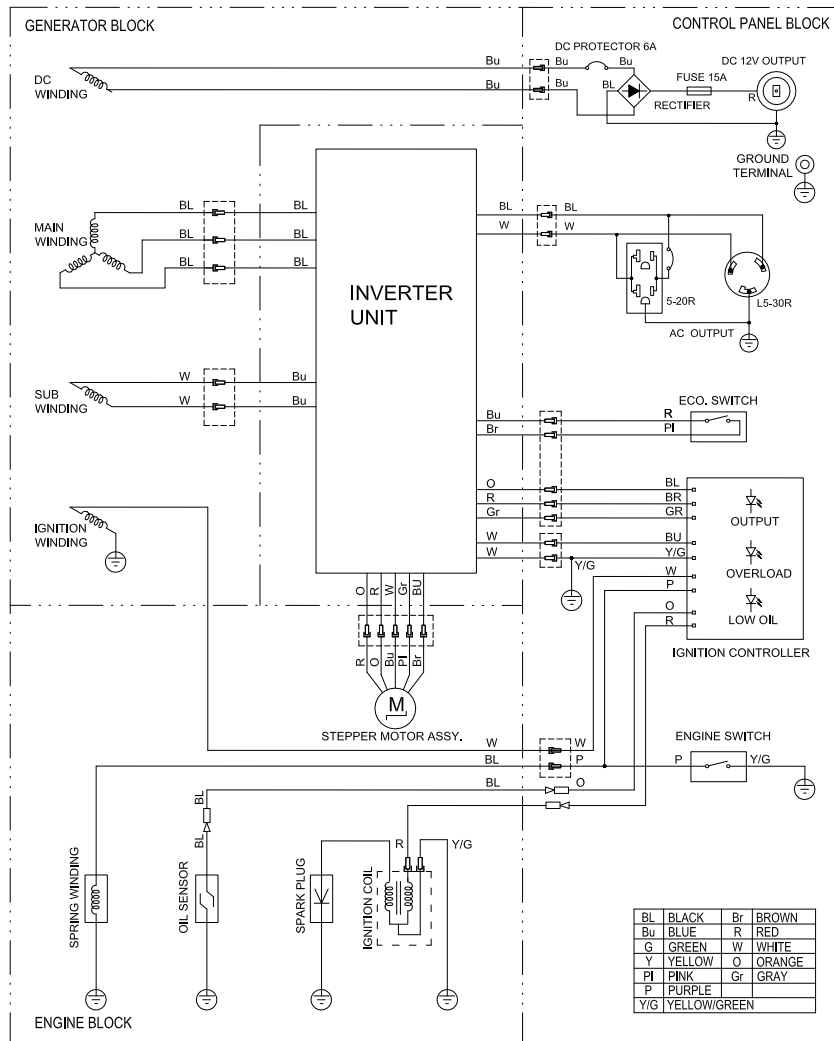 GENERATOR BLOCK
CONTROL PANEL BLOCK
DC
WINDING
Bu
Bu
DC PROTECTOR 6A
Bu
Bu
Bu
BL
RECTIFIER
FUSE 15A
R
DC 12V OUTPUT
GROUND
TERMINAL
MAIN
WINDING
BL
BL
BL
BL
BL
BL
INVERTER
UNIT
BL
BL
W
W
5-20R
L5-30R
AC OUTPUT
SUB
WINDING
W
Bu
W
Bu
ECO. SWITCH
Bu
R
Br
PI
IGNITION
WINDING
O
BL
R
BR
Gr
GR
W
BU
W
Y/G
Y/G
W
P
O
R
OUTPUT
OVERLOAD
LOW OIL
IGNITION CONTROLLER
O
R
W
Gr
BU
R
O
Bu
PI
Br
M
STEPPER MOTOR ASSY.
ENGINE SWITCH
W
W
BL
P
P
Y/G
BL
O
BL
BL
R
Y/G
SPRING WINDING
OIL SENSOR
SPARK PLUG
IGNITION COIL
ENGINE BLOCK
BL BLACK Br BROWN
Bu BLUE R RED
G GREEN W WHITE
Y YELLOW O ORANGE
PI PINK Gr GRAY
P PURPLE
Y/G YELLOW/GREEN